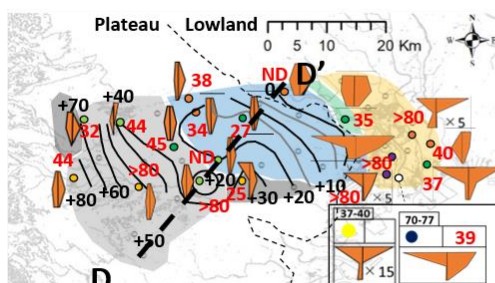 Plateau Lowland
0 10 20 Km
N
38 ND D'
0
+70 +40
32 44 34 27 35 >80
× 5
45
44 >80 ND >80 40
+20 37
+80 +60 >80 25 +30 +20 +10 >80 × 5
+50
D
37-40 70-77
39
× 15